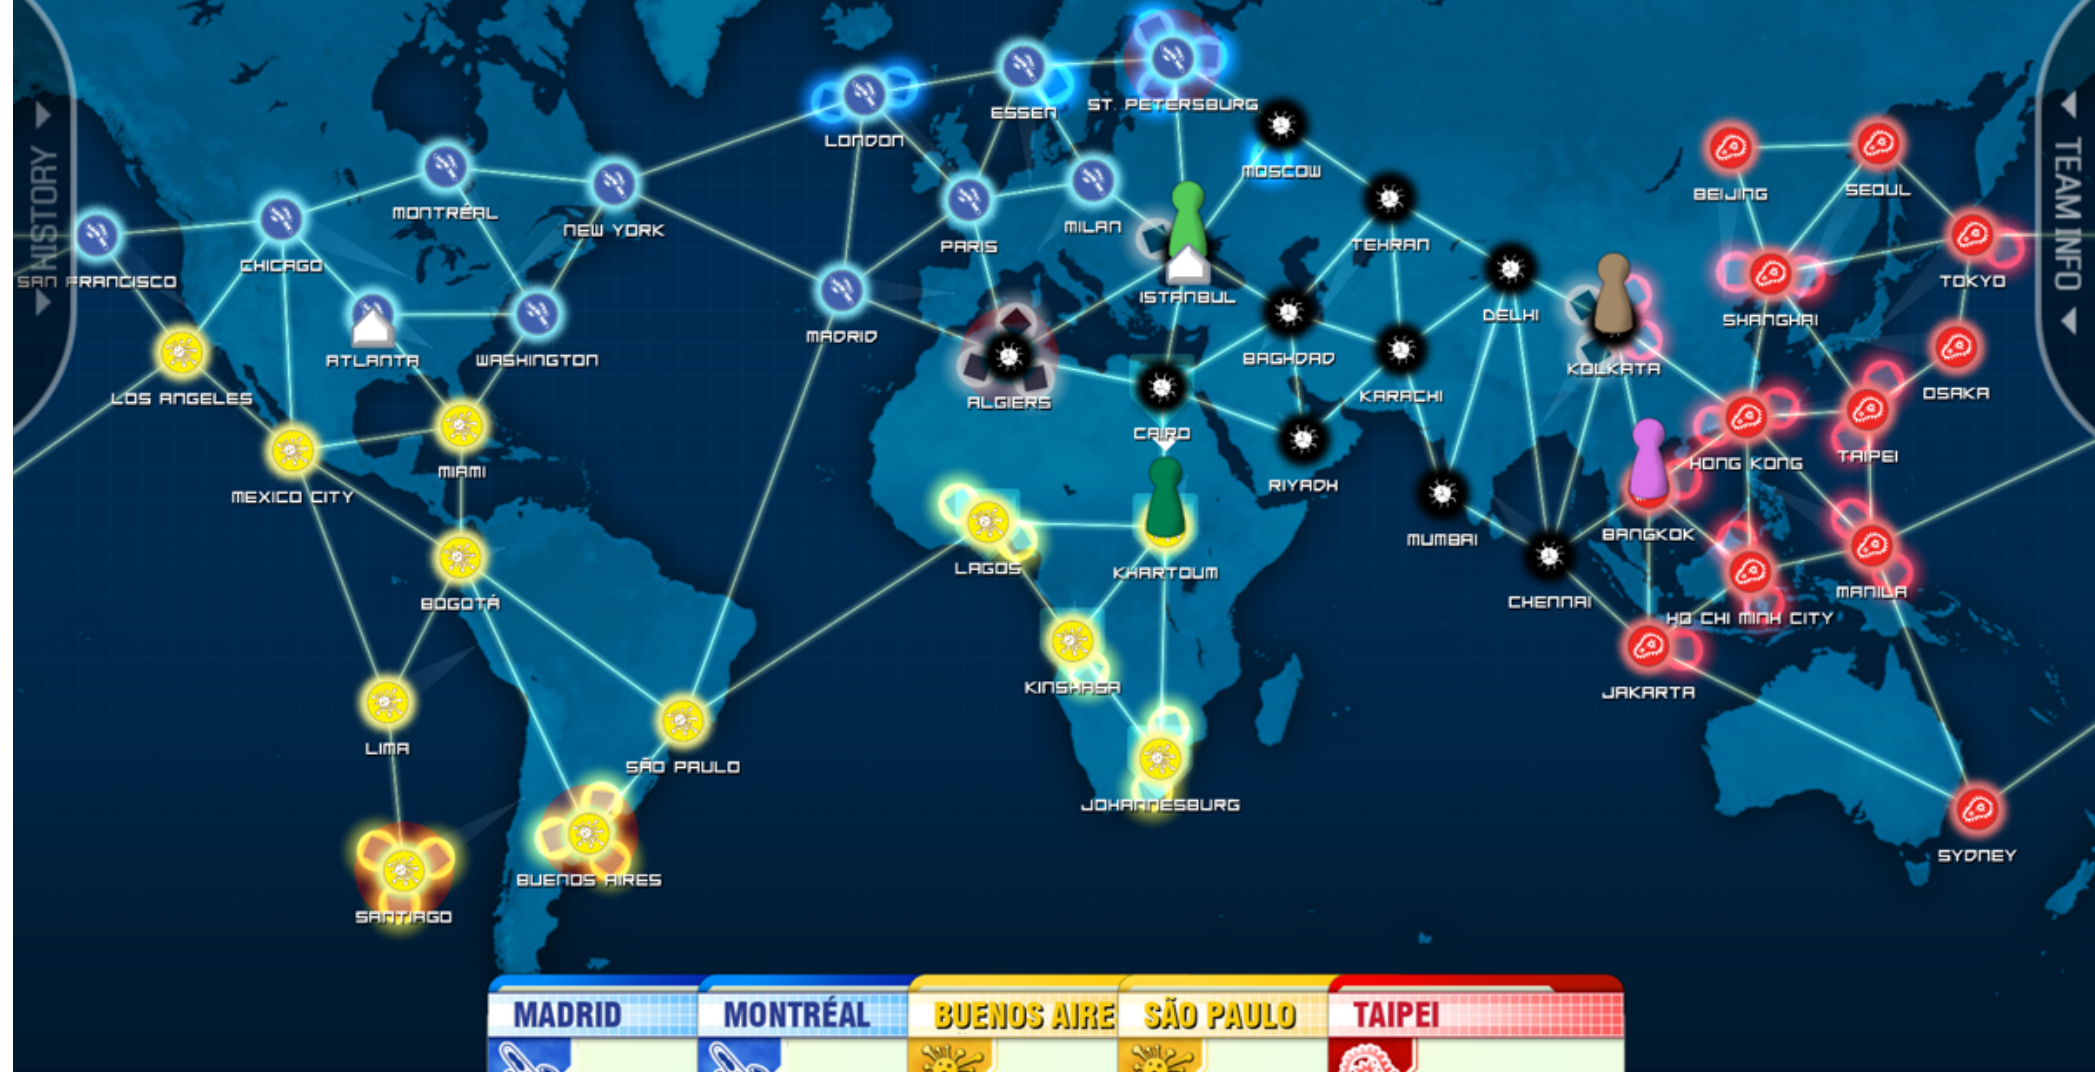 HISTORY
TEAM INFO
LONDON
ESSEN
ST. PETERSBURG
MOSCOW
MONTRÉAL
NEW YORK
PARIS
MILAN
TEHRAN
BEIJING
SEOUL
SAN FRANCISCO
CHICAGO
ISTANBUL
DELHI
TOKYO
ATLANTA
WASHINGTON
MADRID
BAGHDAD
KOLKATA
SHANGHAI
LOS ANGELES
ALGIERS
KARACHI
OSAKA
CAIRO
MIAMI
MEXICO CITY
RIYADH
HONG KONG
TAIPEI
MUMBAI
BANGKOK
LAGOS
KHARTOUM
BOGOTÁ
CHENNAI
HO CHI MINH CITY
MANILA
KINSHASA
JAKARTA
LIMA
SÃO PAULO
JOHANNESBURG
SYDNEY
BUENOS AIRES
SANTIAGO
MADRID
MONTRÉAL
BUENOS AIRE
SÃO PAULO
TAIPEI